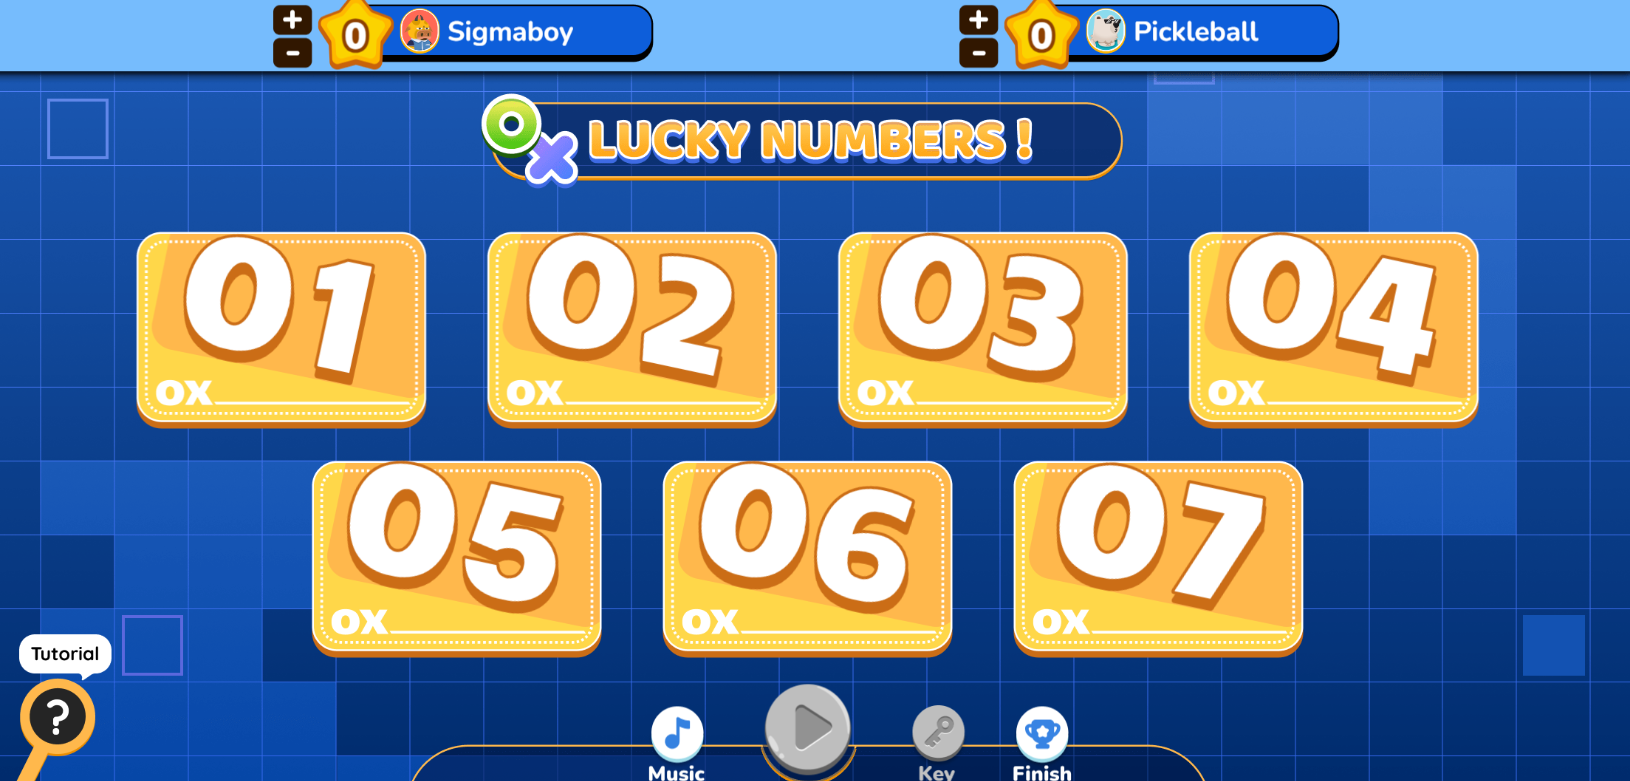 +
-
0
Sigmaboy
+
-
0
Pickleball
O X LUCKY NUMBERS !
01
OX
02
OX
03
OX
04
OX
05
OX
06
OX
07
OX
Tutorial
?
Music
Key
Finish